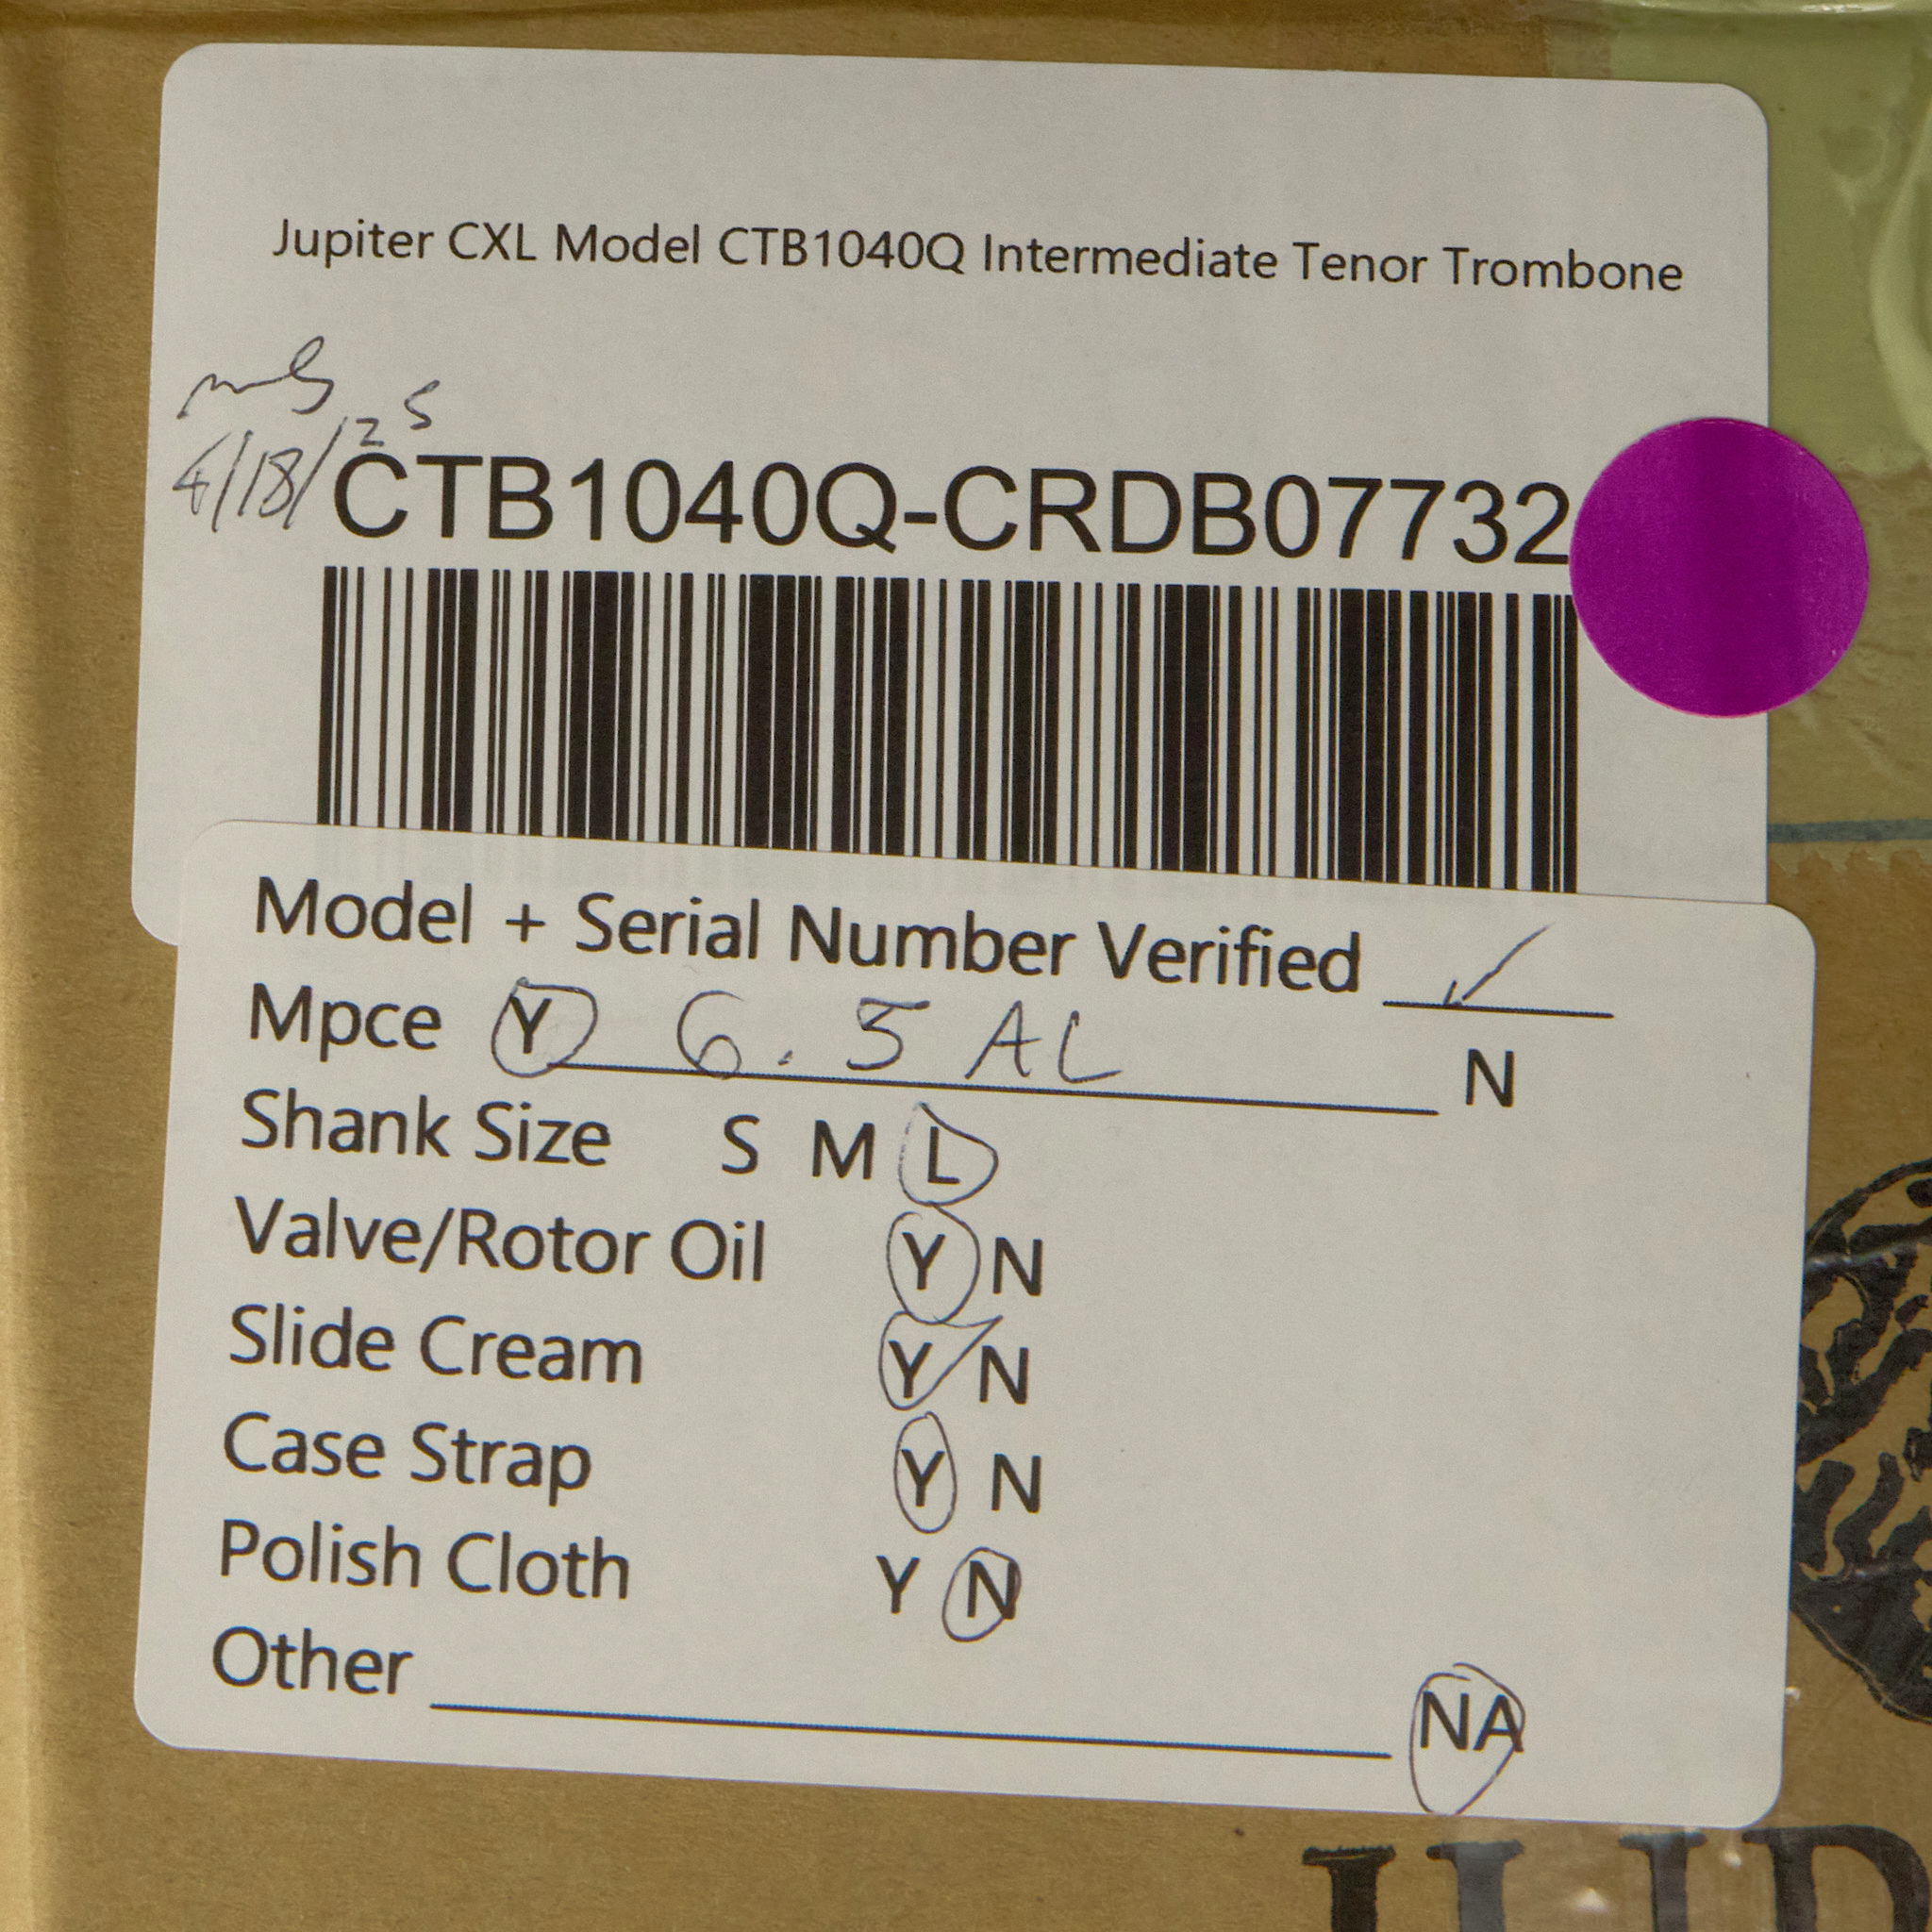 Jupiter CXL Model CTB1040Q Intermediate Tenor Trombone
4/18/25
CTB1040Q-CRDB07732
Model + Serial Number Verified ✓
Mpce Y 6.5 AL N
Shank Size S M L
Valve/Rotor Oil Y N
Slide Cream Y N
Case Strap Y N
Polish Cloth Y N
Other NA